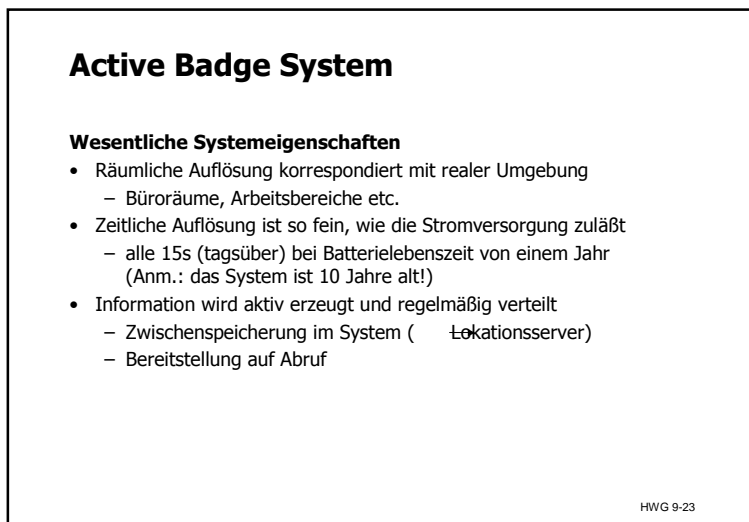 Active Badge System
Wesentliche Systemeigenschaften
• Räumliche Auflösung korrespondiert mit realer Umgebung
– Büroräume, Arbeitsbereiche etc.
• Zeitliche Auflösung ist so fein, wie die Stromversorgung zuläßt
– alle 15s (tagsüber) bei Batterielebenszeit von einem Jahr
(Anm.: das System ist 10 Jahre alt!)
• Information wird aktiv erzeugt und regelmäßig verteilt
– Zwischenspeicherung im System (→ Lokationsserver)
– Bereitstellung auf Abruf
HWG 9-23